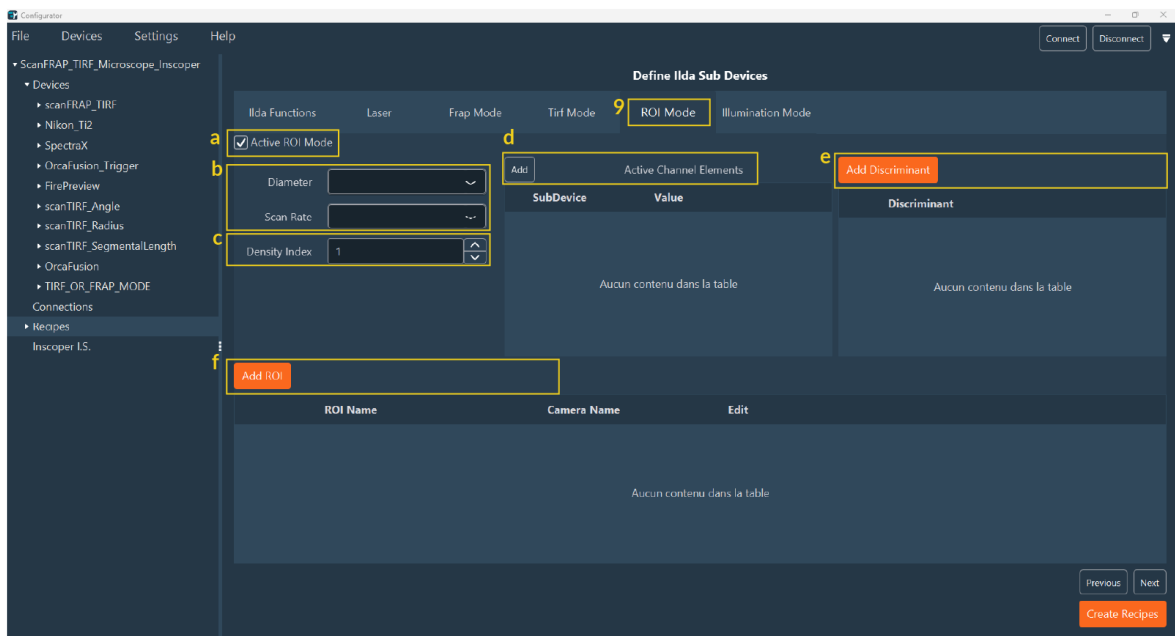 Configurator
File Devices Settings Help
Connect Disconnect
ScanFRAP_TIRF_Microscope_Inscoper
Devices
scanFRAP_TIRF
Nikon_Ti2
SpectraX
OrcaFusion_Trigger
FirePreview
scanTIRF_Angle
scanTIRF_Radius
scanTIRF_SegmentalLength
OrcaFusion
TIRF_OR_FRAP_MODE
Connections
Recipes
Inscoper I.S.
Define Ilda Sub Devices
Ilda Functions Laser Frap Mode Tirf Mode 9 ROI Mode Illumination Mode
a Active ROI Mode
b Diameter
Scan Rate
c Density Index 1
d
Add Active Channel Elements
SubDevice Value
Aucun contenu dans la table
e Add Discriminant
Discriminant
Aucun contenu dans la table
f Add ROI
ROI Name Camera Name Edit
Aucun contenu dans la table
Previous Next
Create Recipes